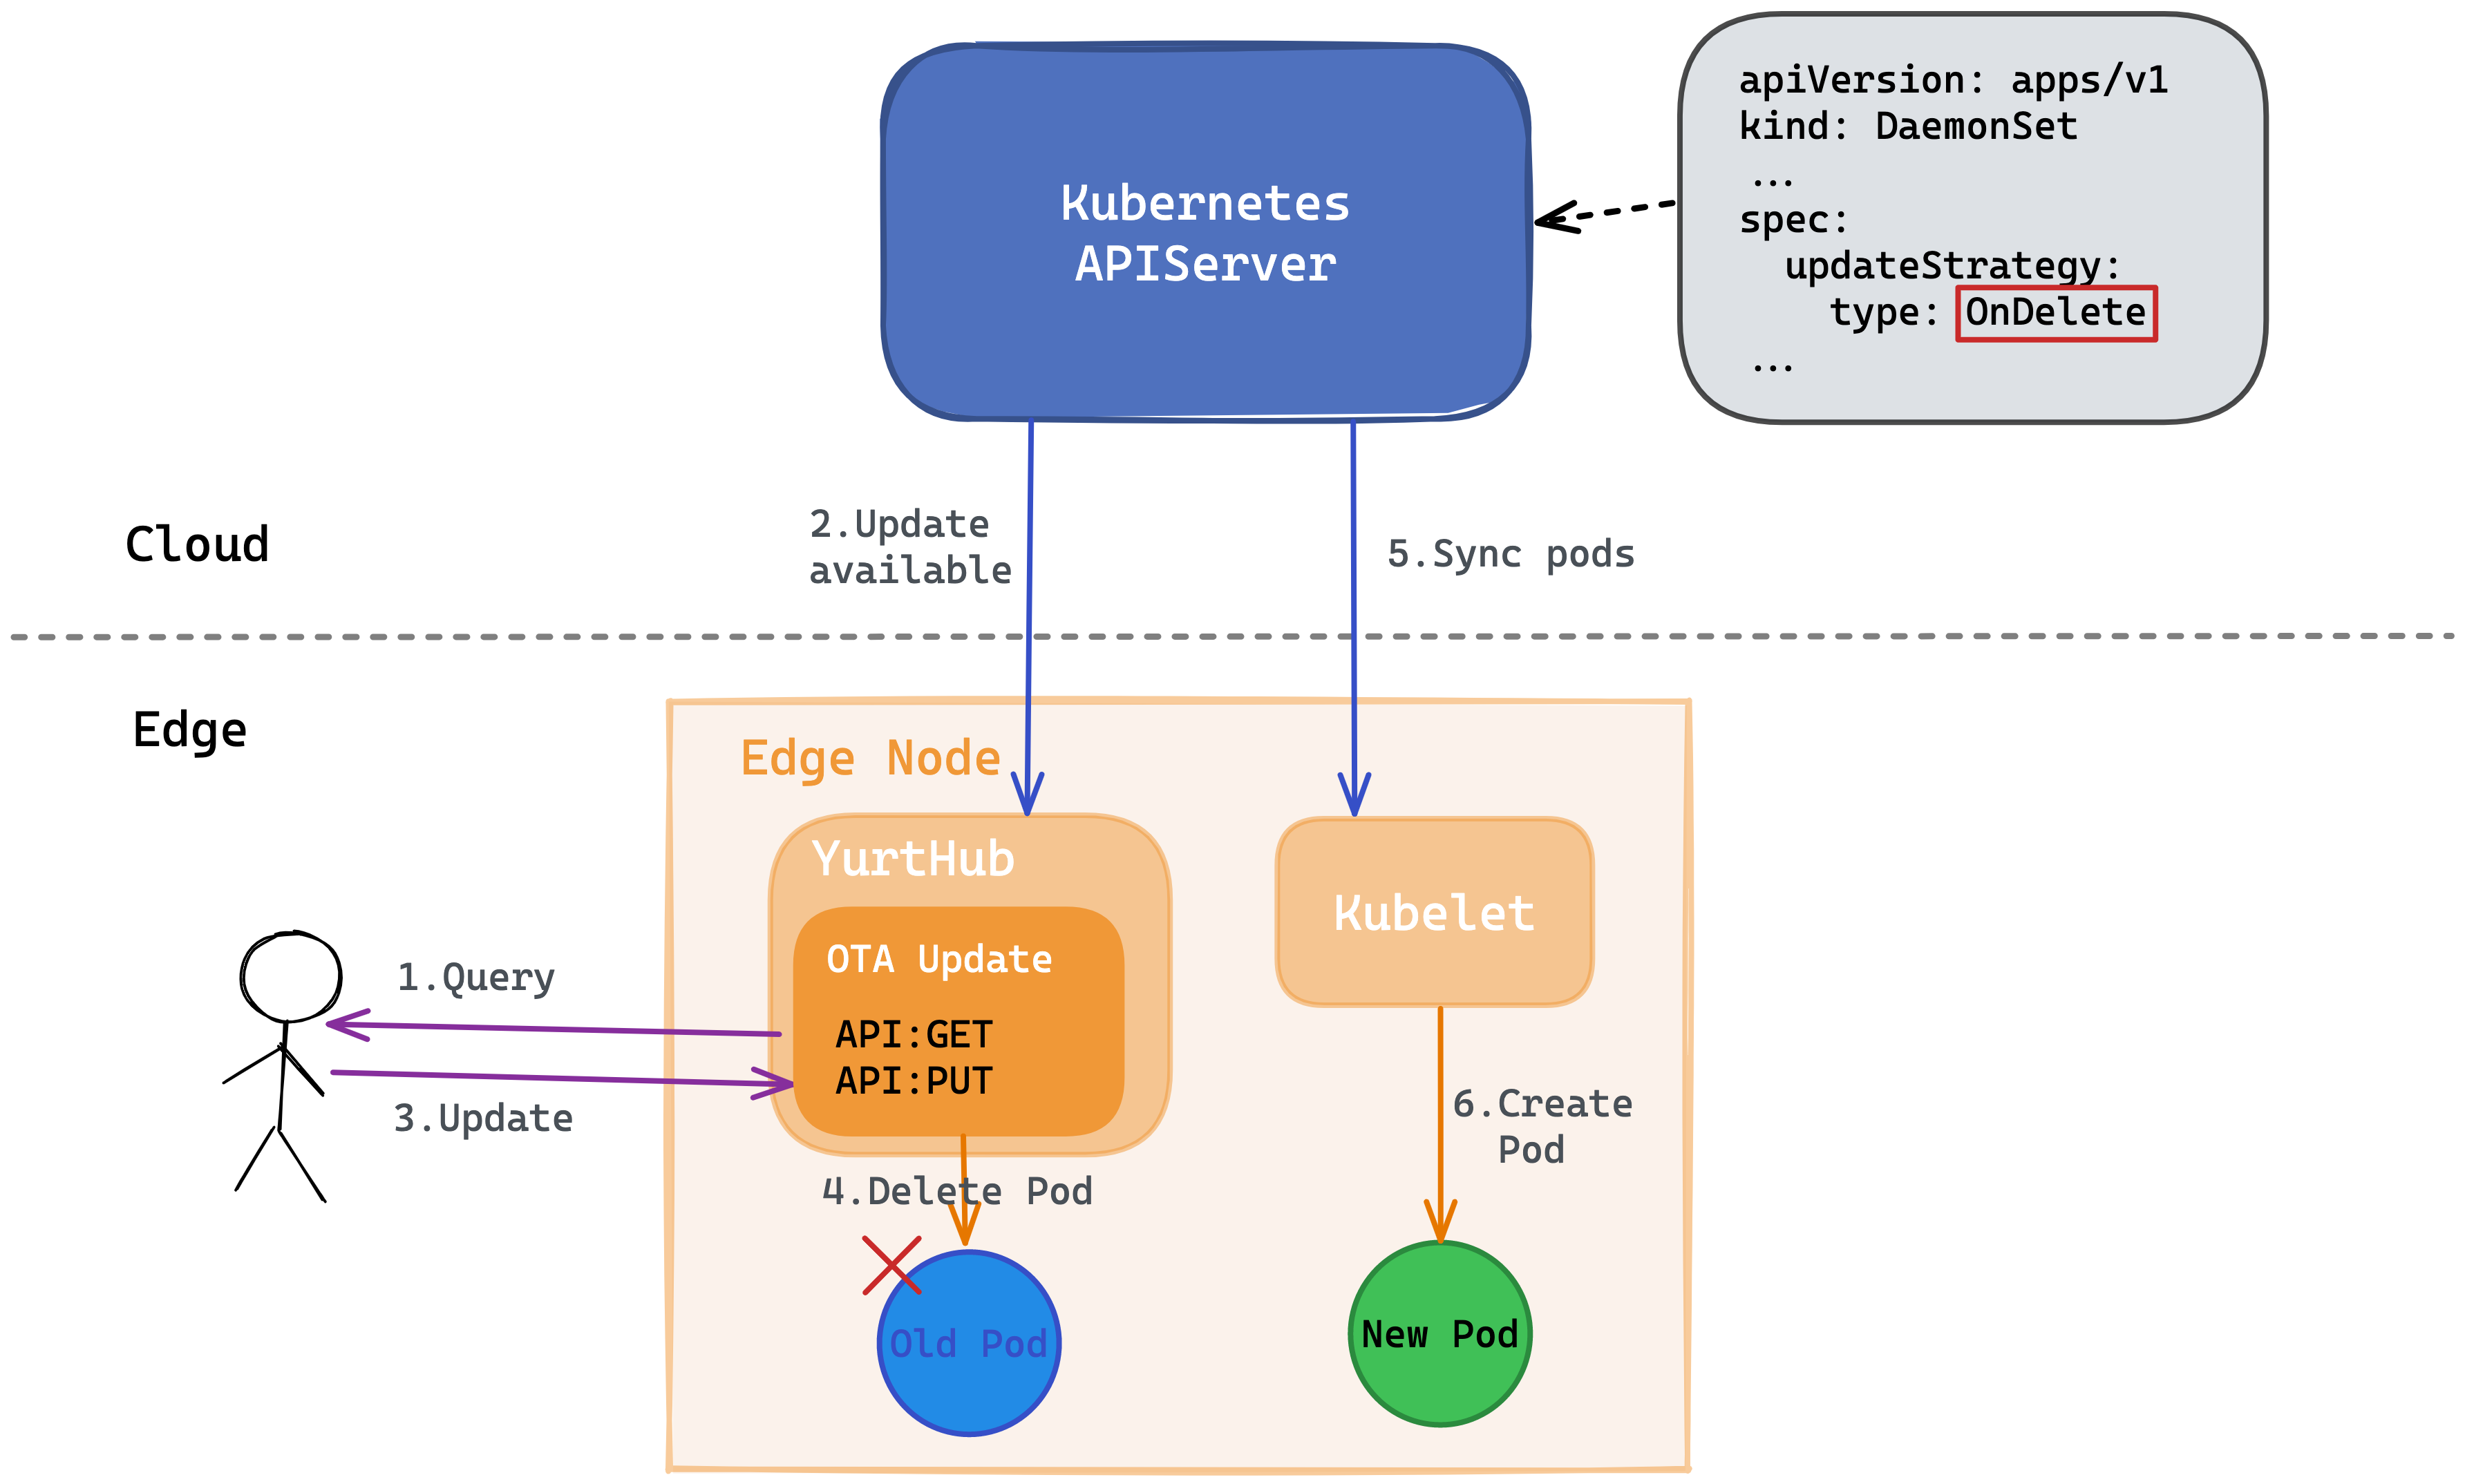 Kubernetes
APIServer
apiVersion: apps/v1
kind: DaemonSet
...
spec:
  updateStrategy:
    type: OnDelete
...
Cloud
2.Update
available
5.Sync pods
Edge
Edge Node
YurtHub
OTA Update
API:GET
API:PUT
Kubelet
1.Query
3.Update
4.Delete Pod
6.Create
Pod
Old Pod
New Pod